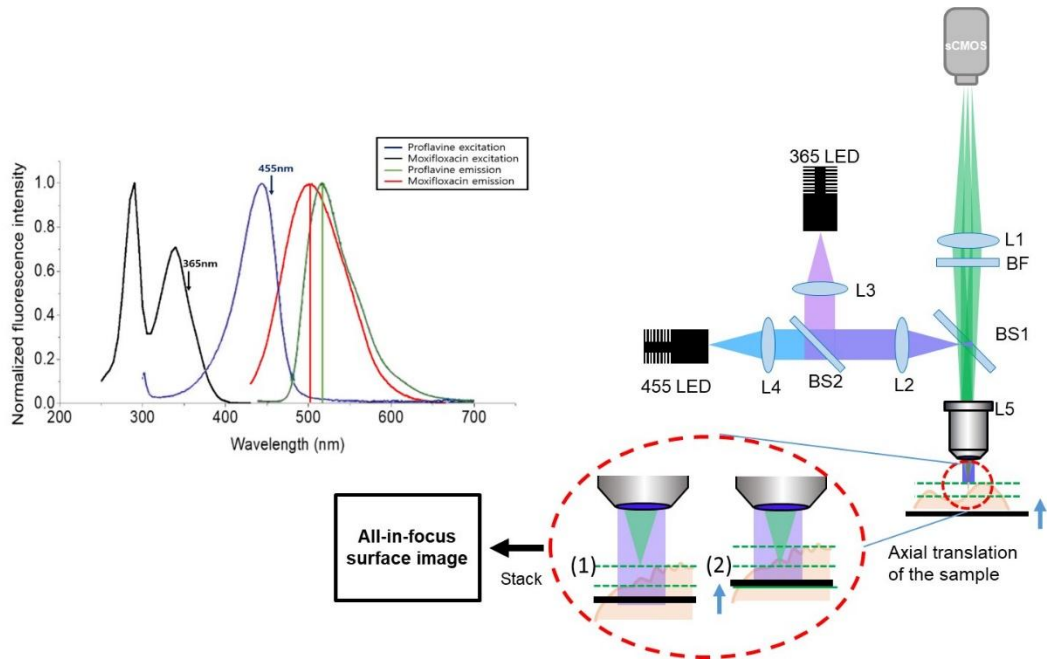 Proflavine excitation
Moxifloxacin excitation
Proflavine emission
Moxifloxacin emission
455nm
365nm
Normalized fluorescence intensity
1.0
0.8
0.6
0.4
0.2
0.0
200
300
400
500
600
700
Wavelength (nm)
sCMOS
365 LED
L1
BF
L3
BS1
455 LED
L4
BS2
L2
L5
All-in-focus
surface image
Stack
(1)
(2)
Axial translation
of the sample